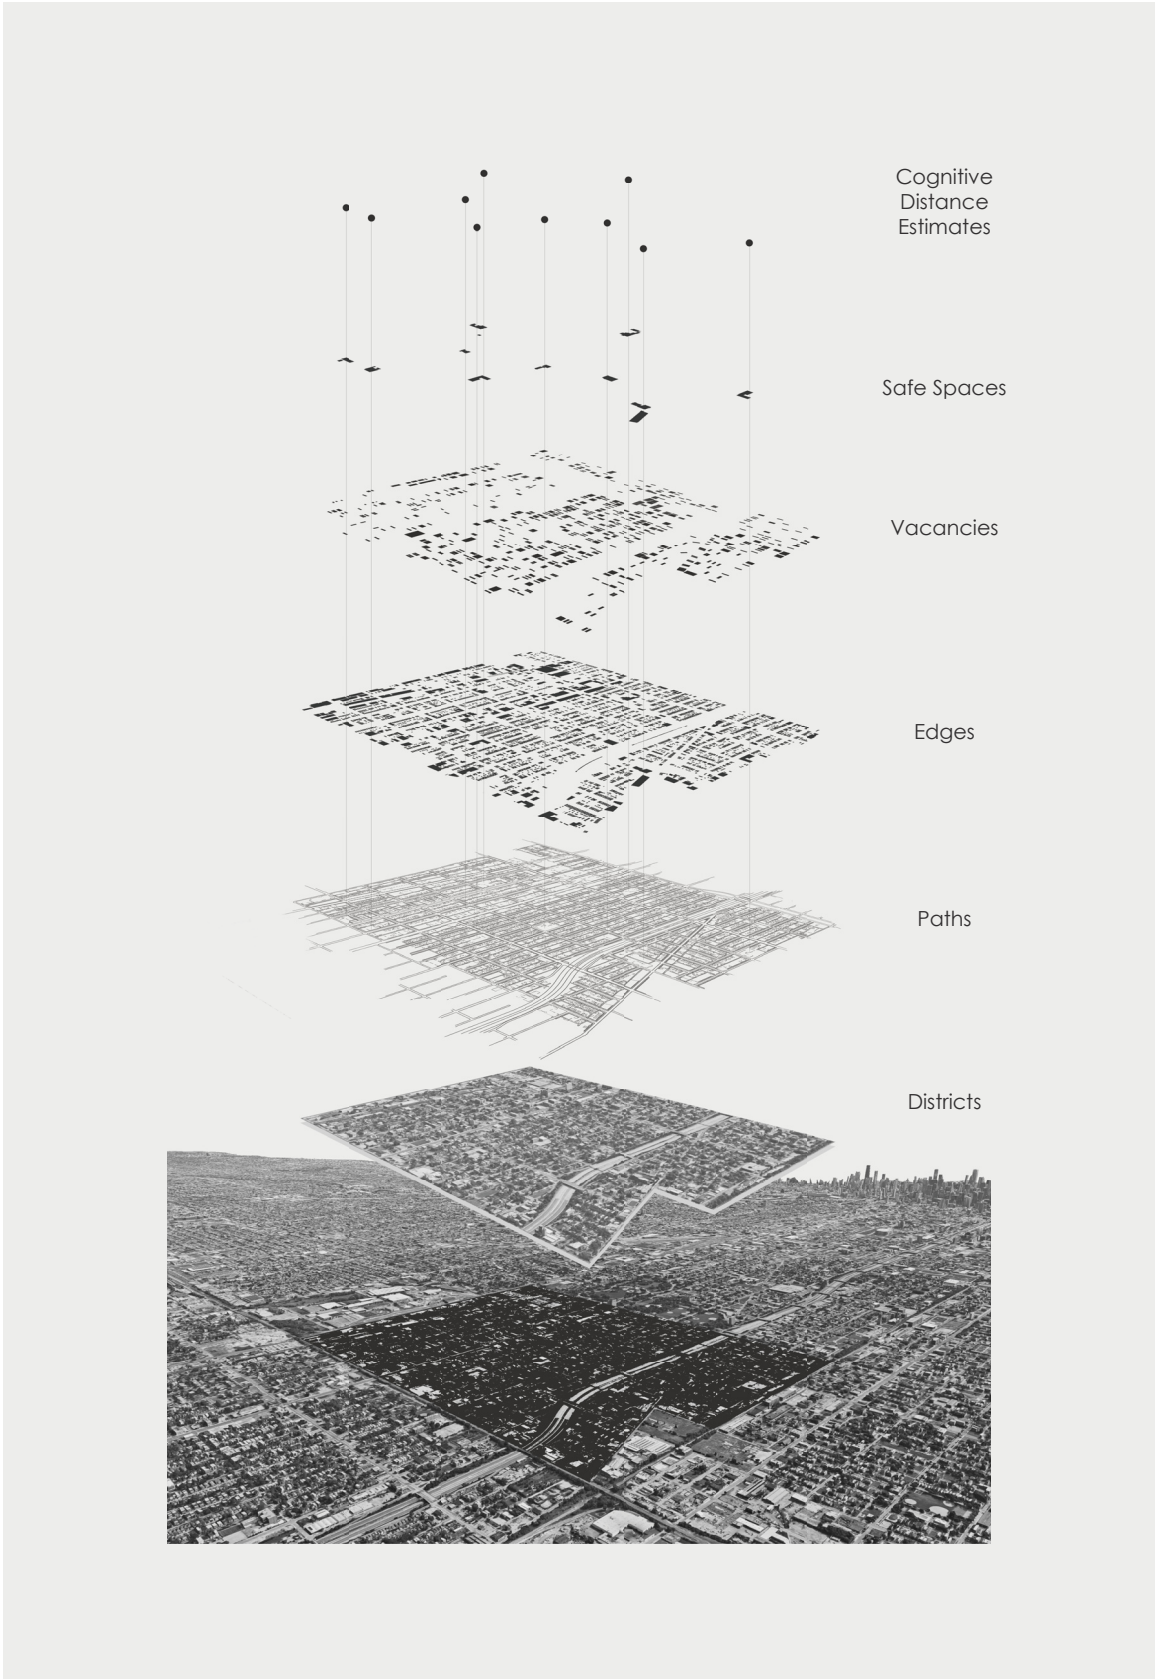 Cognitive
Distance
Estimates
Safe Spaces
Vacancies
Edges
Paths
Districts